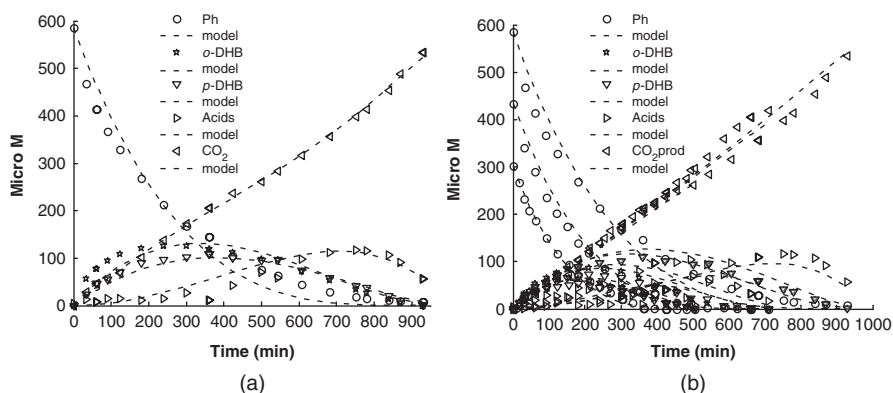 600
500
400
300
200
100
0
Micro M
Ph
model
o-DHB
model
p-DHB
model
Acids
model
CO2
model
0 100 200 300 400 500 600 700 800 900
Time (min)
(a)
600
500
400
300
200
100
0
Micro M
Ph
model
o-DHB
model
p-DHB
model
Acids
model
CO2prod
model
0 100 200 300 400 500 600 700 800 900 1000
Time (min)
(b)